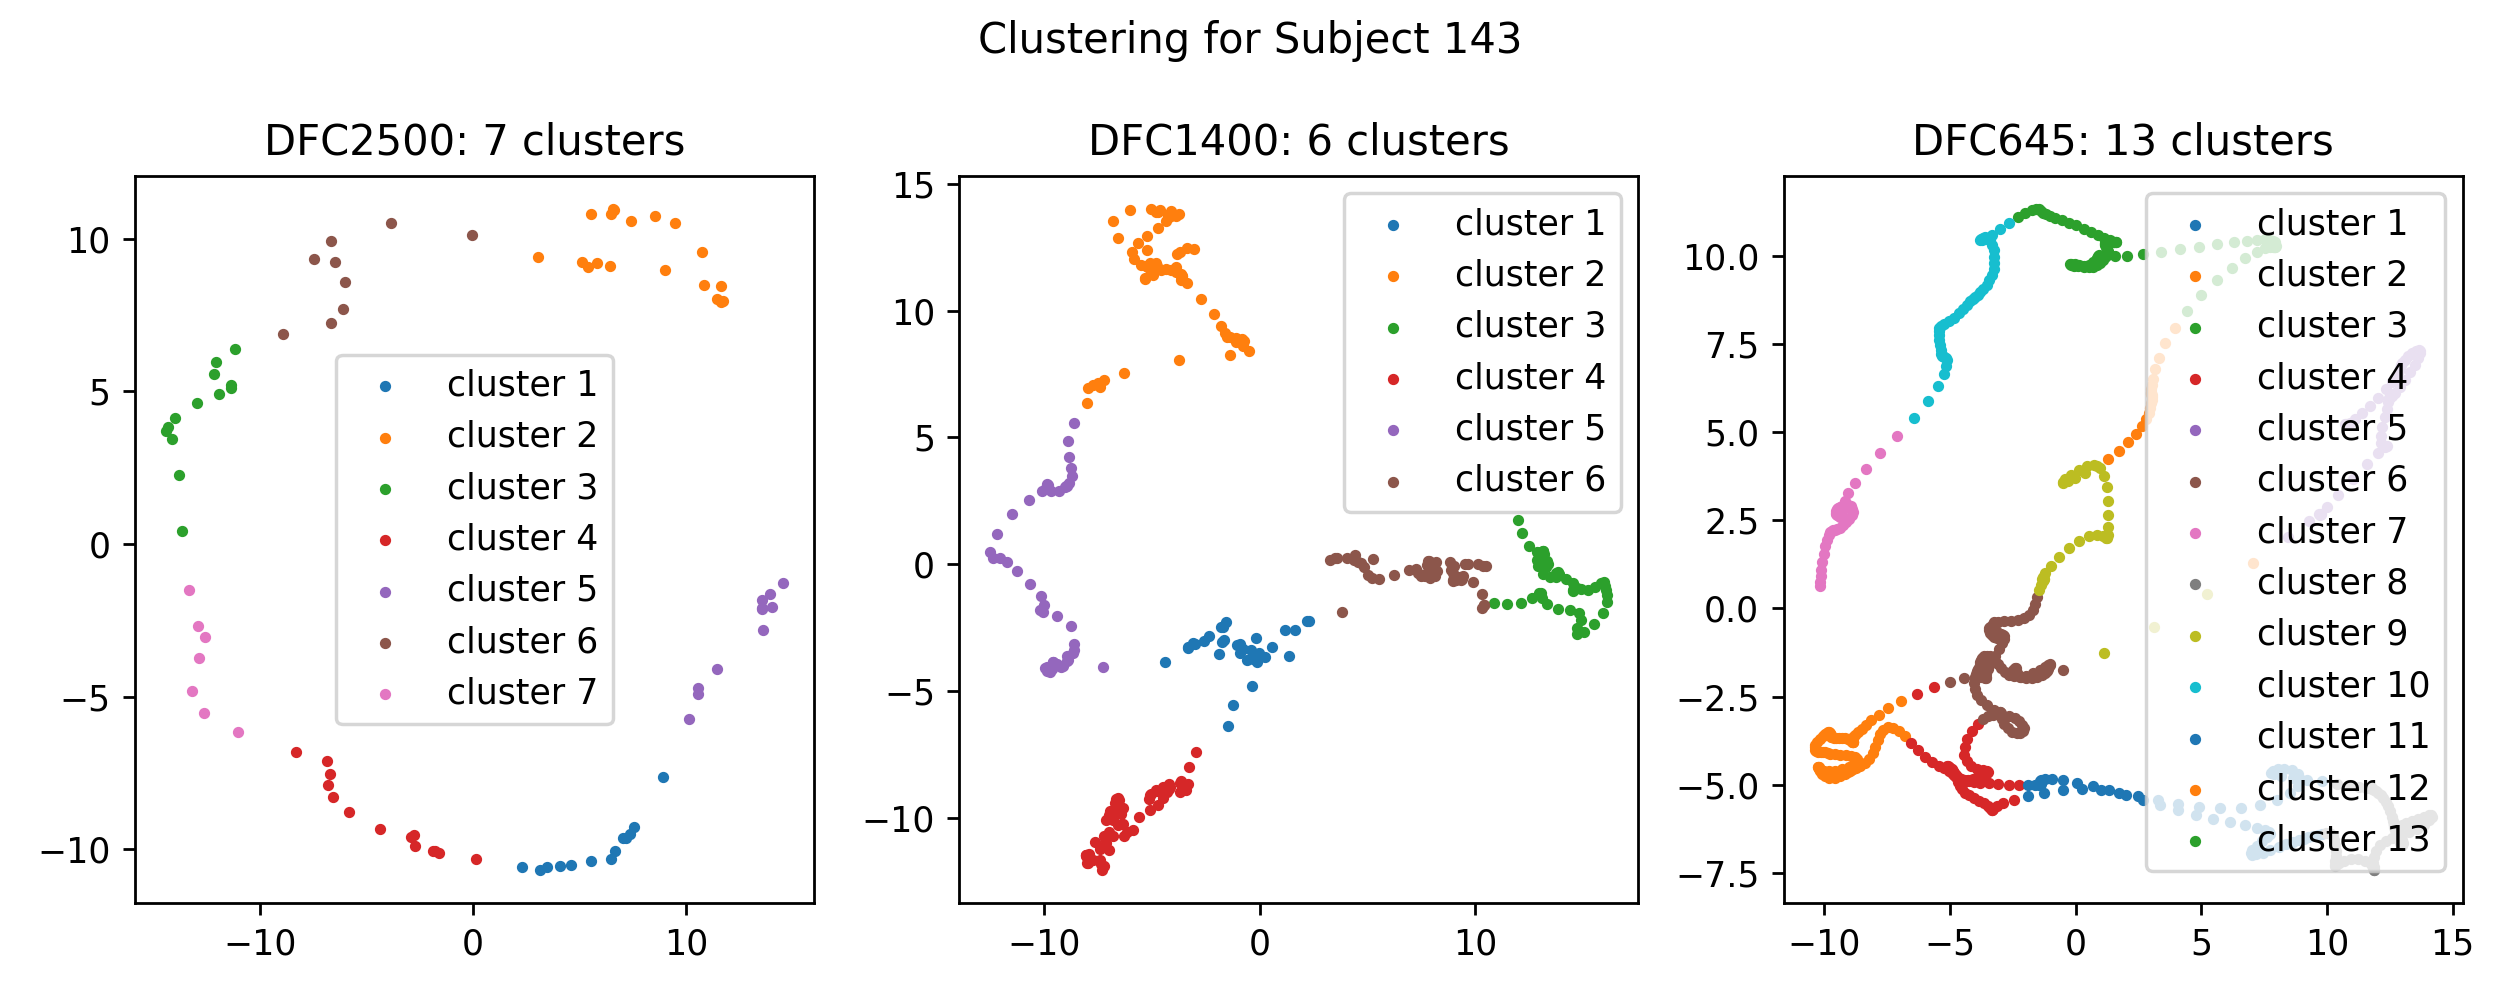 Clustering for Subject 143
DFC2500: 7 clusters
10
5
0
−5
−10
−10
0
10
cluster 1
cluster 2
cluster 3
cluster 4
cluster 5
cluster 6
cluster 7
DFC1400: 6 clusters
15
10
5
0
−5
−10
−10
0
10
cluster 1
cluster 2
cluster 3
cluster 4
cluster 5
cluster 6
DFC645: 13 clusters
10.0
7.5
5.0
2.5
0.0
−2.5
−5.0
−7.5
−10
−5
0
5
10
15
cluster 1
cluster 2
cluster 3
cluster 4
cluster 5
cluster 6
cluster 7
cluster 8
cluster 9
cluster 10
cluster 11
cluster 12
cluster 13